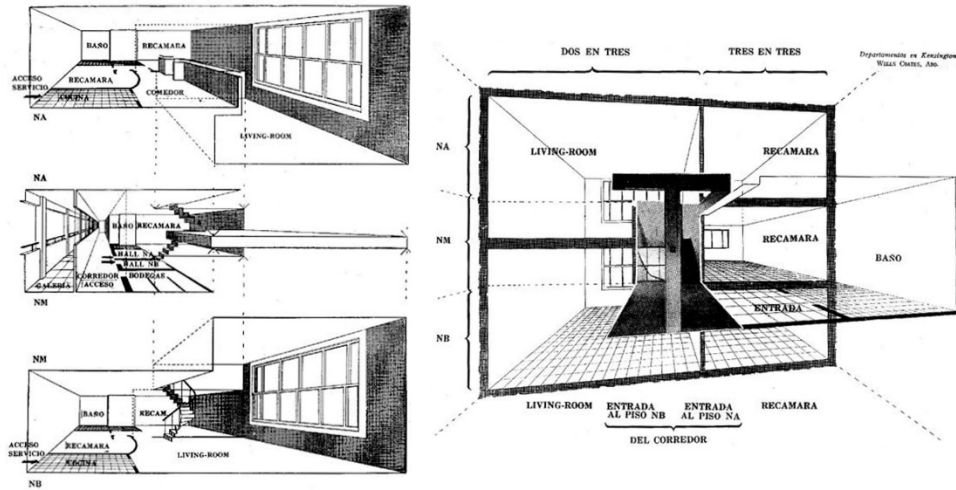 BAÑO
RECAMARA
ACCESO
SERVICIO
RECAMARA
COCINA
COMEDOR
NA
LIVING-ROOM
NA
BAÑO
RECAMARA
HALL NA
HALL NB
CORREDOR
BODEGAS
ACCESO
GALERIA
NM
NM
BAÑO
RECAM
ACCESO
SERVICIO
RECAMARA
COCINA
LIVING-ROOM
NB
DOS EN TRES
TRES EN TRES
Departamentos en Kensington
WELLS COATES, ARQ.
NA
LIVING-ROOM
RECAMARA
NM
RECAMARA
BAÑO
ENTRADA
NB
LIVING-ROOM
ENTRADA
AL PISO NB
ENTRADA
AL PISO NA
RECAMARA
DEL CORREDOR